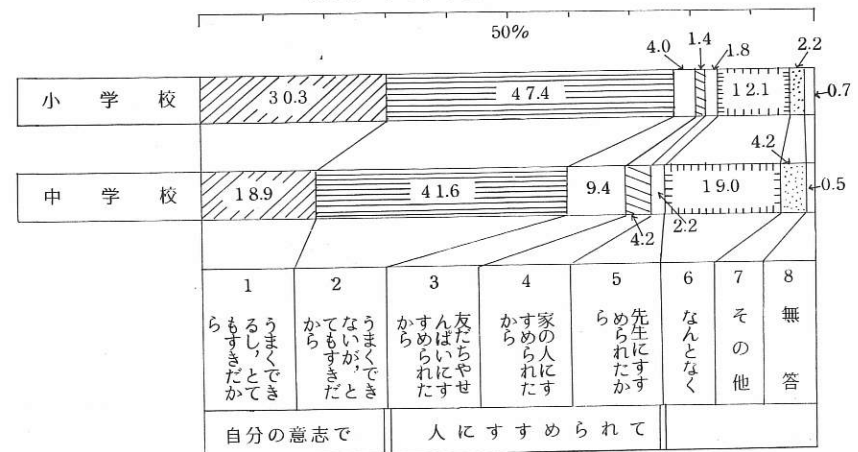 50%
4.0
1.4
1.8
2.2
小学校
30.3
47.4
12.1
0.7
4.2
中学校
18.9
41.6
9.4
19.0
0.5
4.2
2.2
1
うまくでき
るし,とて
もすきだか
ら
2
うまくでき
ないが,と
てもすきだ
から
3
友だちやせ
んぱいにす
すめられた
から
4
家の人にす
すめられた
から
5
先生にすす
められたか
ら
6
なんとなく
7
その他
8
無答
自分の意志で
人にすすめられて